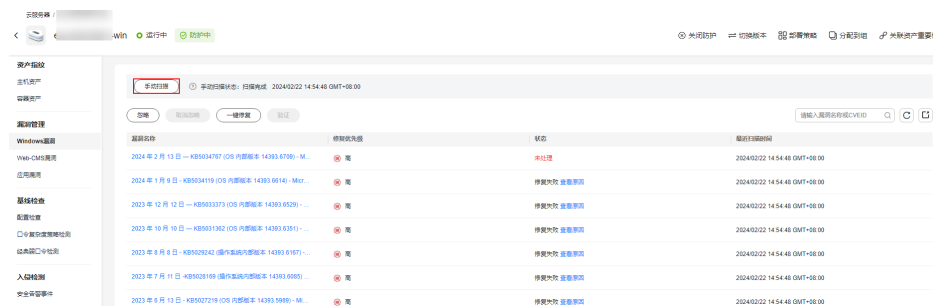 云服务器 /
-win 运行中 防护中 关闭防护 切换版本 部署策略 分配到组 关联资产重要
资产指纹
主机资产
容器资产
漏洞管理
Windows漏洞
Web-CMS漏洞
应用漏洞
基线检查
配置检查
口令复杂度策略检测
经典弱口令检测
入侵检测
安全告警事件
手动扫描 手动扫描状态：扫描完成 2024/02/22 14:54:48 GMT+08:00
忽略 取消忽略 一键修复 验证 请输入漏洞名称或CVEID
漏洞名称 修复优先级 状态 最近扫描时间
2024 年 2 月 13 日 — KB5034767 (OS 内部版本 14393.6709) - M... 高 未处理 2024/02/22 14:54:48 GMT+08:00
2024 年 1 月 9 日 - KB5034119 (OS 内部版本 14393.6614) - Micr... 高 修复失败 查看原因 2024/02/22 14:54:48 GMT+08:00
2023 年 12 月 12 日 — KB5033373 (OS 内部版本 14393.6529) - ... 高 修复失败 查看原因 2024/02/22 14:54:48 GMT+08:00
2023 年 10 月 10 日 — KB5031362 (OS 内部版本 14393.6351) - ... 高 修复失败 查看原因 2024/02/22 14:54:48 GMT+08:00
2023 年 8 月 8 日 - KB5029242 (操作系统内部版本 14393.6167) - ... 高 修复失败 查看原因 2024/02/22 14:54:48 GMT+08:00
2023 年 7 月 11 日 -KB5028169 (操作系统内部版本 14393.6085) ... 高 修复失败 查看原因 2024/02/22 14:54:48 GMT+08:00
2023 年 6 月 13 日 - KB5027219 (OS 内部版本 14393.5989) - Mi... 高 修复失败 查看原因 2024/02/22 14:54:48 GMT+08:00